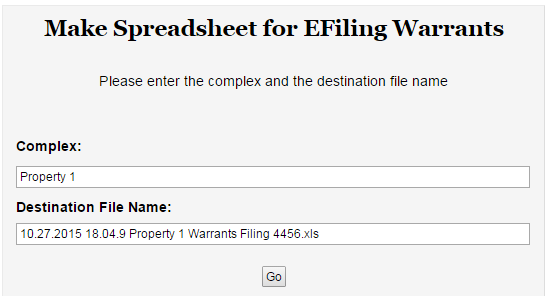 Make Spreadsheet for EFiling Warrants
Please enter the complex and the destination file name
Complex:
Property 1
Destination File Name:
10.27.2015 18.04.9 Property 1 Warrants Filing 4456.xls
Go